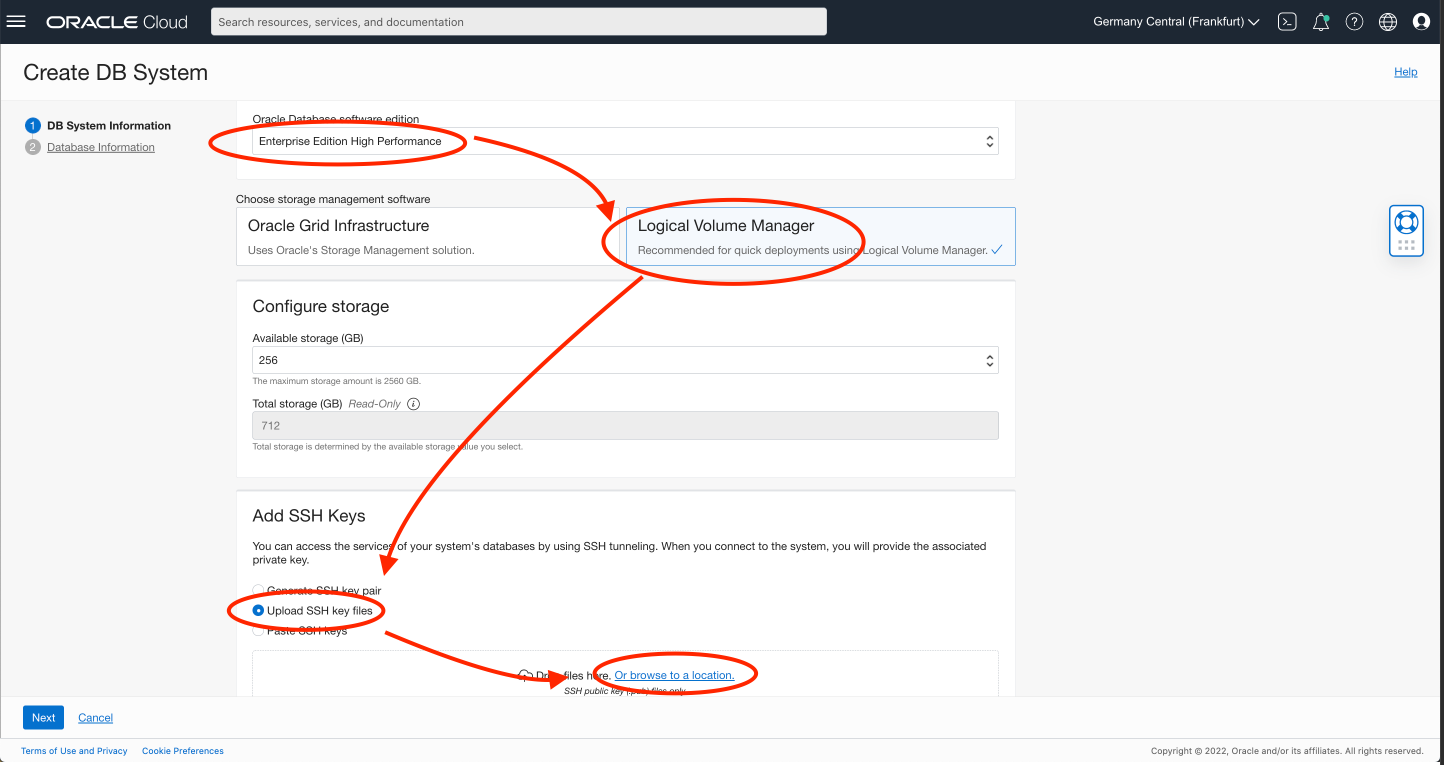 ORACLE Cloud
Search resources, services, and documentation
Germany Central (Frankfurt)
Create DB System
Help
1 DB System Information
2 Database Information
Oracle Database software edition
Enterprise Edition High Performance
Choose storage management software
Oracle Grid Infrastructure
Uses Oracle's Storage Management solution.
Logical Volume Manager
Recommended for quick deployments using Logical Volume Manager.
Configure storage
Available storage (GB)
256
The maximum storage amount is 2560 GB.
Total storage (GB) Read-Only
712
Total storage is determined by the available storage value you select.
Add SSH Keys
You can access the services of your system's databases by using SSH tunneling. When you connect to the system, you will provide the associated
private key.
Generate SSH key pair
Upload SSH key files
Paste SSH keys
Drop files here. Or browse to a location.
SSH public key (.pub) files only
Next
Cancel
Terms of Use and Privacy
Cookie Preferences
Copyright © 2022, Oracle and/or its affiliates. All rights reserved.